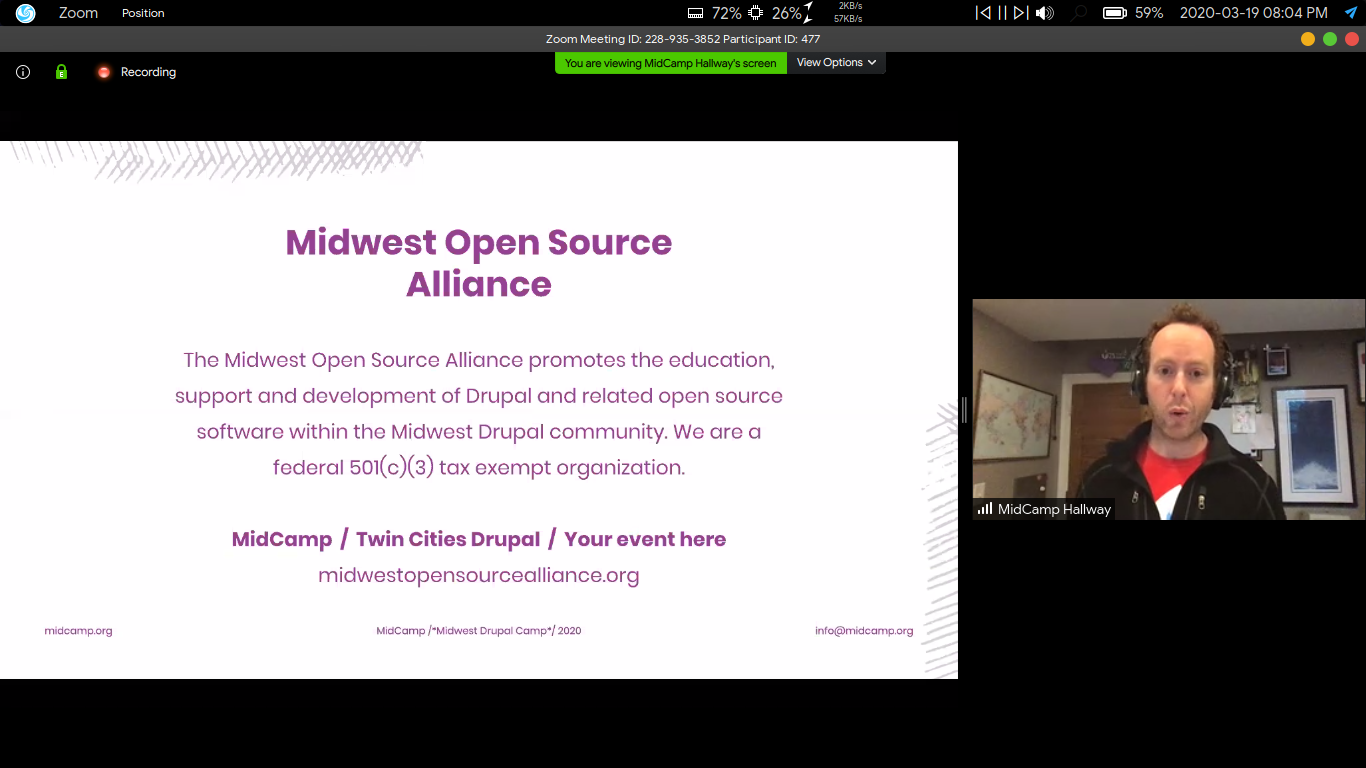 Zoom Position 72% 26% 2KB/s 57KB/s 59% 2020-03-19 08:04 PM
Zoom Meeting ID: 228-935-3852 Participant ID: 477
Recording
You are viewing MidCamp Hallway's screen View Options
Midwest Open Source
Alliance
The Midwest Open Source Alliance promotes the education,
support and development of Drupal and related open source
software within the Midwest Drupal community. We are a
federal 501(c)(3) tax exempt organization.
MidCamp / Twin Cities Drupal / Your event here
midwestopensourcealliance.org
midcamp.org MidCamp /*Midwest Drupal Camp*/ 2020 info@midcamp.org
MidCamp Hallway